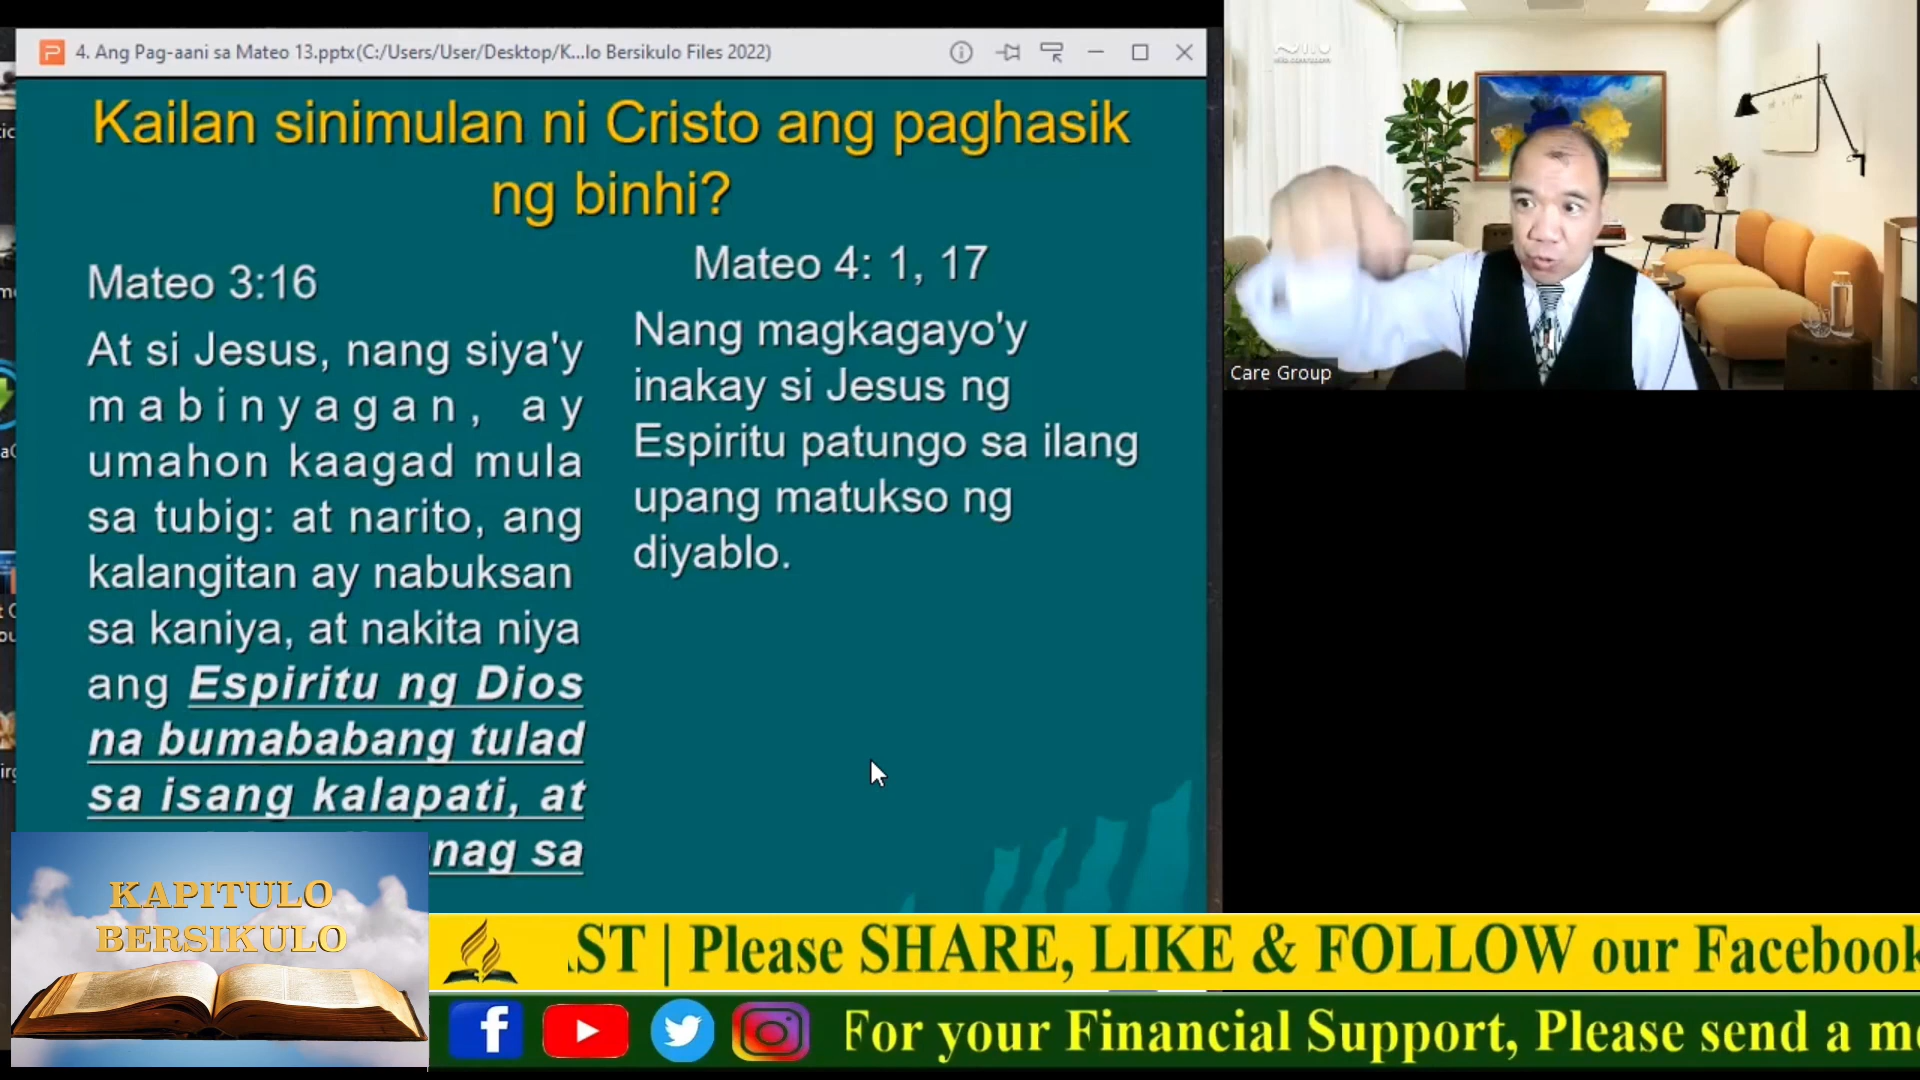 4. Ang Pag-aani sa Mateo 13.pptx(C:/Users/User/Desktop/K...lo Bersikulo Files 2022)
Kailan sinimulan ni Cristo ang paghasik
ng binhi?
Mateo 3:16
At si Jesus, nang siya'y
mabinyagan, ay
umahon kaagad mula
sa tubig: at narito, ang
kalangitan ay nabuksan
sa kaniya, at nakita niya
ang Espiritu ng Dios
na bumababang tulad
sa isang kalapati, at
nag sa
Mateo 4: 1, 17
Nang magkagayo'y
inakay si Jesus ng
Espiritu patungo sa ilang
upang matukso ng
diyablo.
Care Group
KAPITULO
BERSIKULO
ST | Please SHARE, LIKE & FOLLOW our Facebook
For your Financial Support, Please send a me